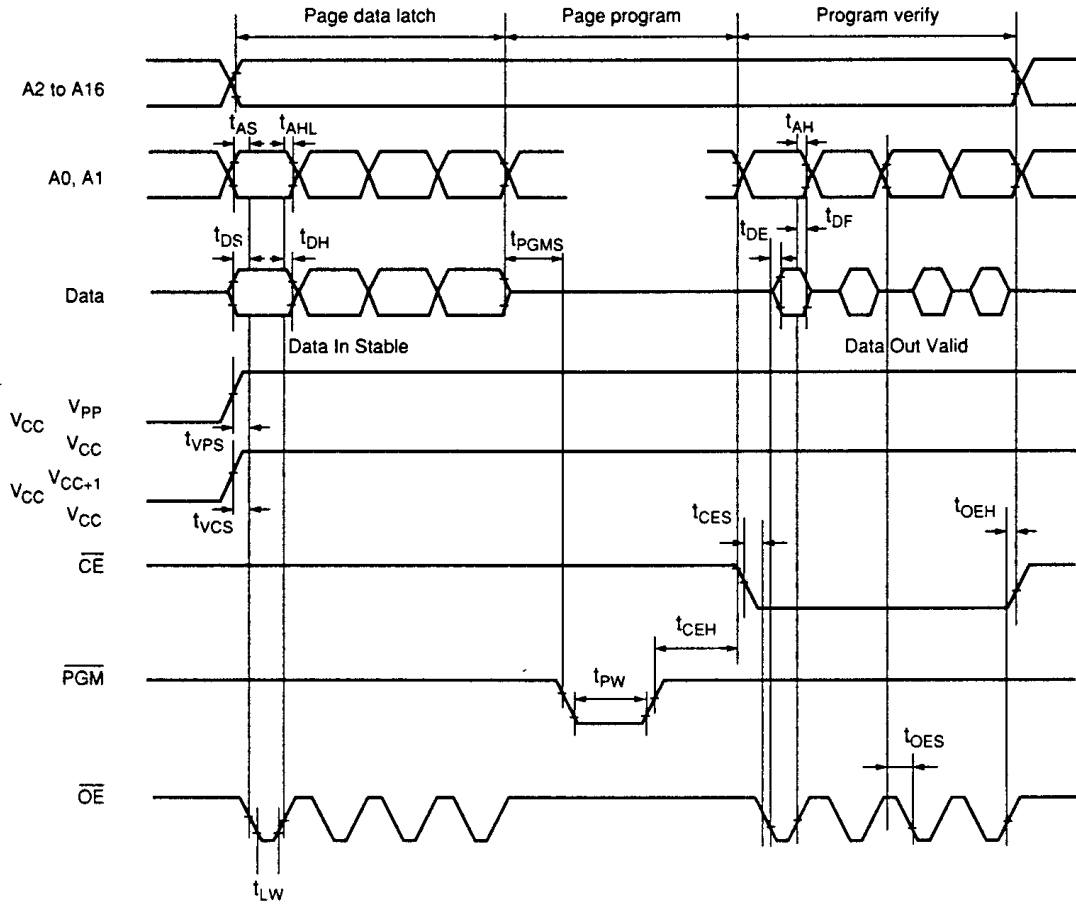 Page data latch Page program Program verify
A2 to A16
tAS tAHL tAH
A0, A1
tDS tDH tPGMS tDE tDF
Data
Data In Stable Data Out Valid
VPP
VCC
VCC tVPS
VCC+1
VCC
VCC tVCS tCES tOEH
CE
tCEH
PGM tPW
tOES
OE
tLW